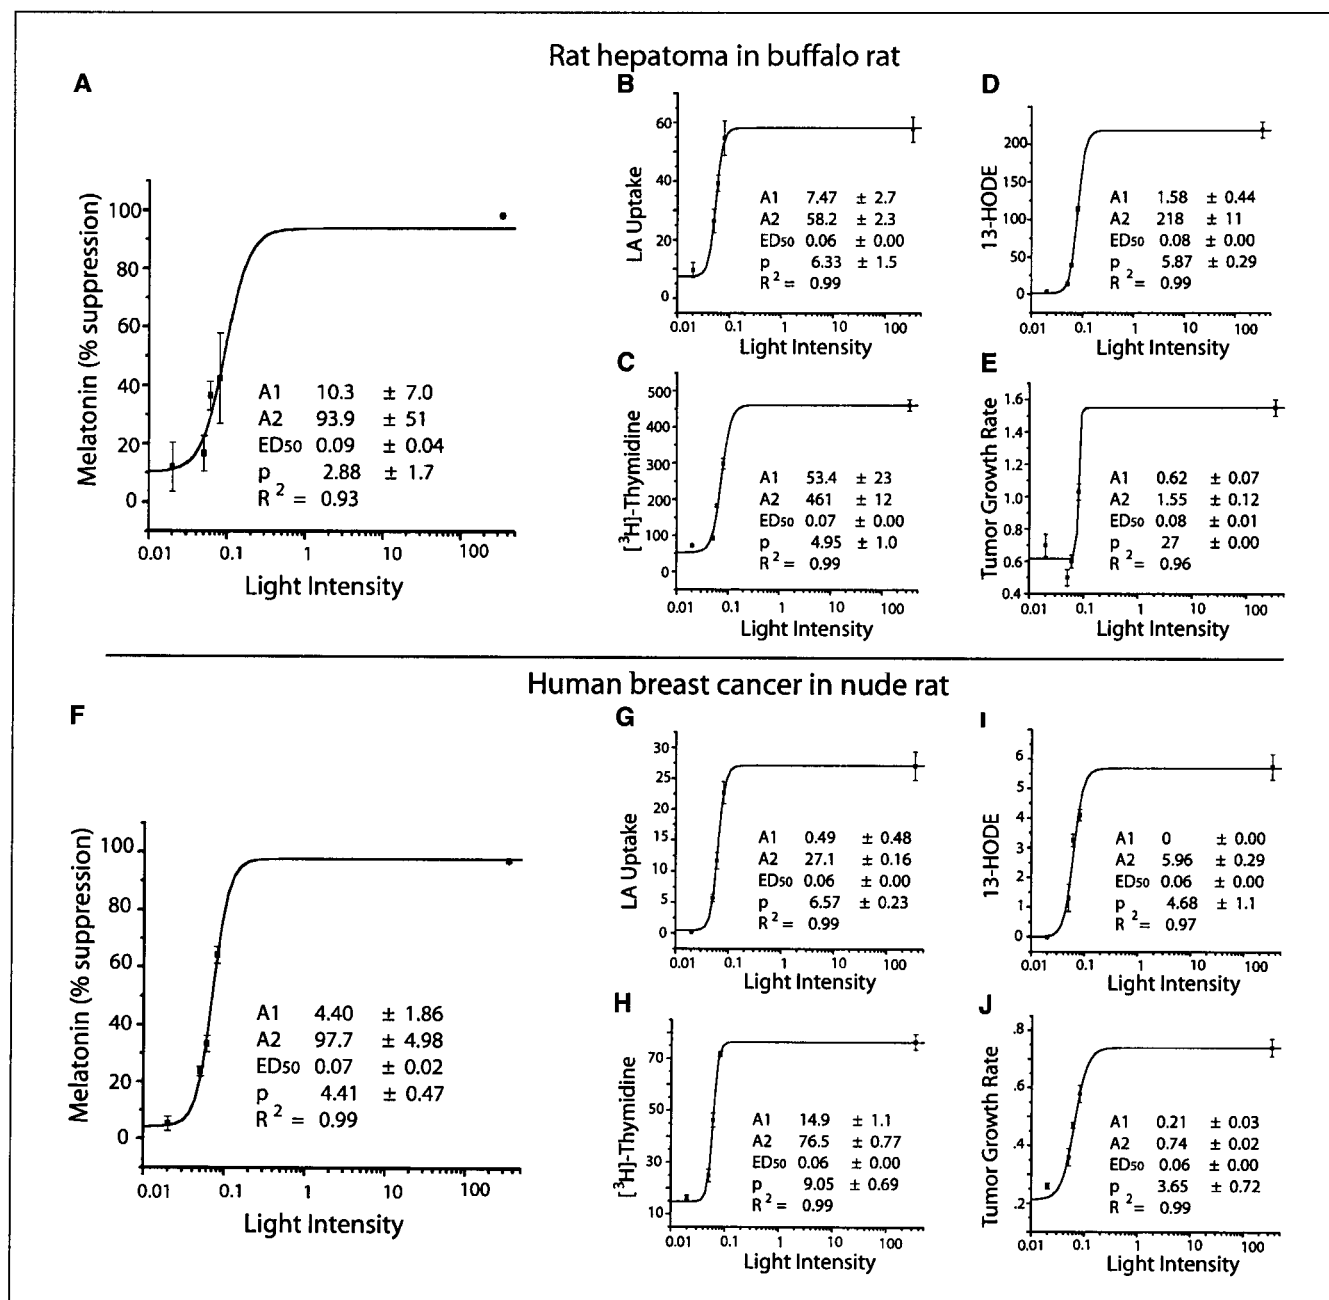 Rat hepatoma in buffalo rat
A
Melatonin (% suppression)
100
80
60
40
20
0
A1 10.3 ± 7.0
A2 93.9 ± 51
ED50 0.09 ± 0.04
p 2.88 ± 1.7
R 2 = 0.93
0.01 0.1 1 10 100
Light Intensity
B
LA Uptake
60
40
20
0
A1 7.47 ± 2.7
A2 58.2 ± 2.3
ED50 0.06 ± 0.00
p 6.33 ± 1.5
R 2 = 0.99
0.01 0.1 1 10 100
Light Intensity
D
13-HODE
200
150
100
50
0
A1 1.58 ± 0.44
A2 218 ± 11
ED50 0.08 ± 0.00
p 5.87 ± 0.29
R 2 = 0.99
0.01 0.1 1 10 100
Light Intensity
C
[3H]-Thymidine
500
400
300
200
100
0
A1 53.4 ± 23
A2 461 ± 12
ED50 0.07 ± 0.00
p 4.95 ± 1.0
R 2 = 0.99
0.01 0.1 1 10 100
Light Intensity
E
Tumor Growth Rate
1.6
1.4
1.2
1.0
0.8
0.6
0.4
A1 0.62 ± 0.07
A2 1.55 ± 0.12
ED50 0.08 ± 0.01
p 27 ± 0.00
R 2 = 0.96
0.01 0.1 1 10 100
Light Intensity
Human breast cancer in nude rat
F
Melatonin (% suppression)
100
80
60
40
20
0
A1 4.40 ± 1.86
A2 97.7 ± 4.98
ED50 0.07 ± 0.02
p 4.41 ± 0.47
R 2 = 0.99
0.01 0.1 1 10 100
Light Intensity
G
LA Uptake
30
25
20
15
10
5
0
A1 0.49 ± 0.48
A2 27.1 ± 0.16
ED50 0.06 ± 0.00
p 6.57 ± 0.23
R 2 = 0.99
0.01 0.1 1 10 100
Light Intensity
I
13-HODE
6
5
4
3
2
1
0
A1 0 ± 0.00
A2 5.96 ± 0.29
ED50 0.06 ± 0.00
p 4.68 ± 1.1
R 2 = 0.97
0.01 0.1 1 10 100
Light Intensity
H
[3H]-Thymidine
70
50
30
10
A1 14.9 ± 1.1
A2 76.5 ± 0.77
ED50 0.06 ± 0.00
p 9.05 ± 0.69
R 2 = 0.99
0.01 0.1 1 10 100
Light Intensity
J
Tumor Growth Rate
.8
.6
.4
.2
A1 0.21 ± 0.03
A2 0.74 ± 0.02
ED50 0.06 ± 0.00
p 3.65 ± 0.72
R 2 = 0.99
0.01 0.1 1 10 100
Light Intensity